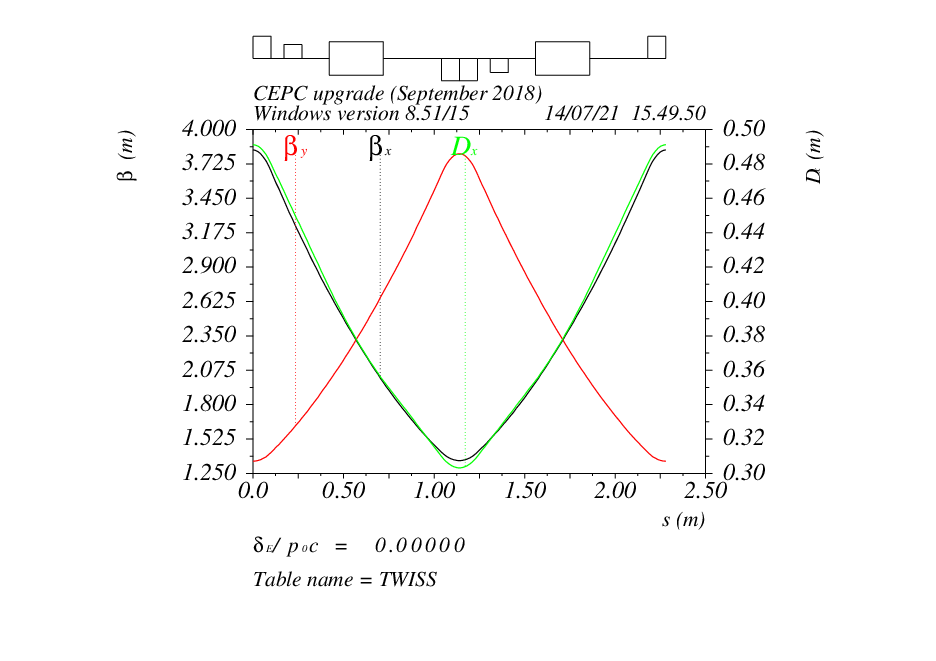 CEPC upgrade (September 2018)
Windows version 8.51/15 14/07/21 15.49.50
β (m)
D (m)
βy βx Dx
4.000 0.50
3.725 0.48
3.450 0.46
3.175 0.44
2.900 0.42
2.625 0.40
2.350 0.38
2.075 0.36
1.800 0.34
1.525 0.32
1.250 0.30
0.0 0.50 1.00 1.50 2.00 2.50
s (m)
δE/ p0c = 0.00000
Table name = TWISS